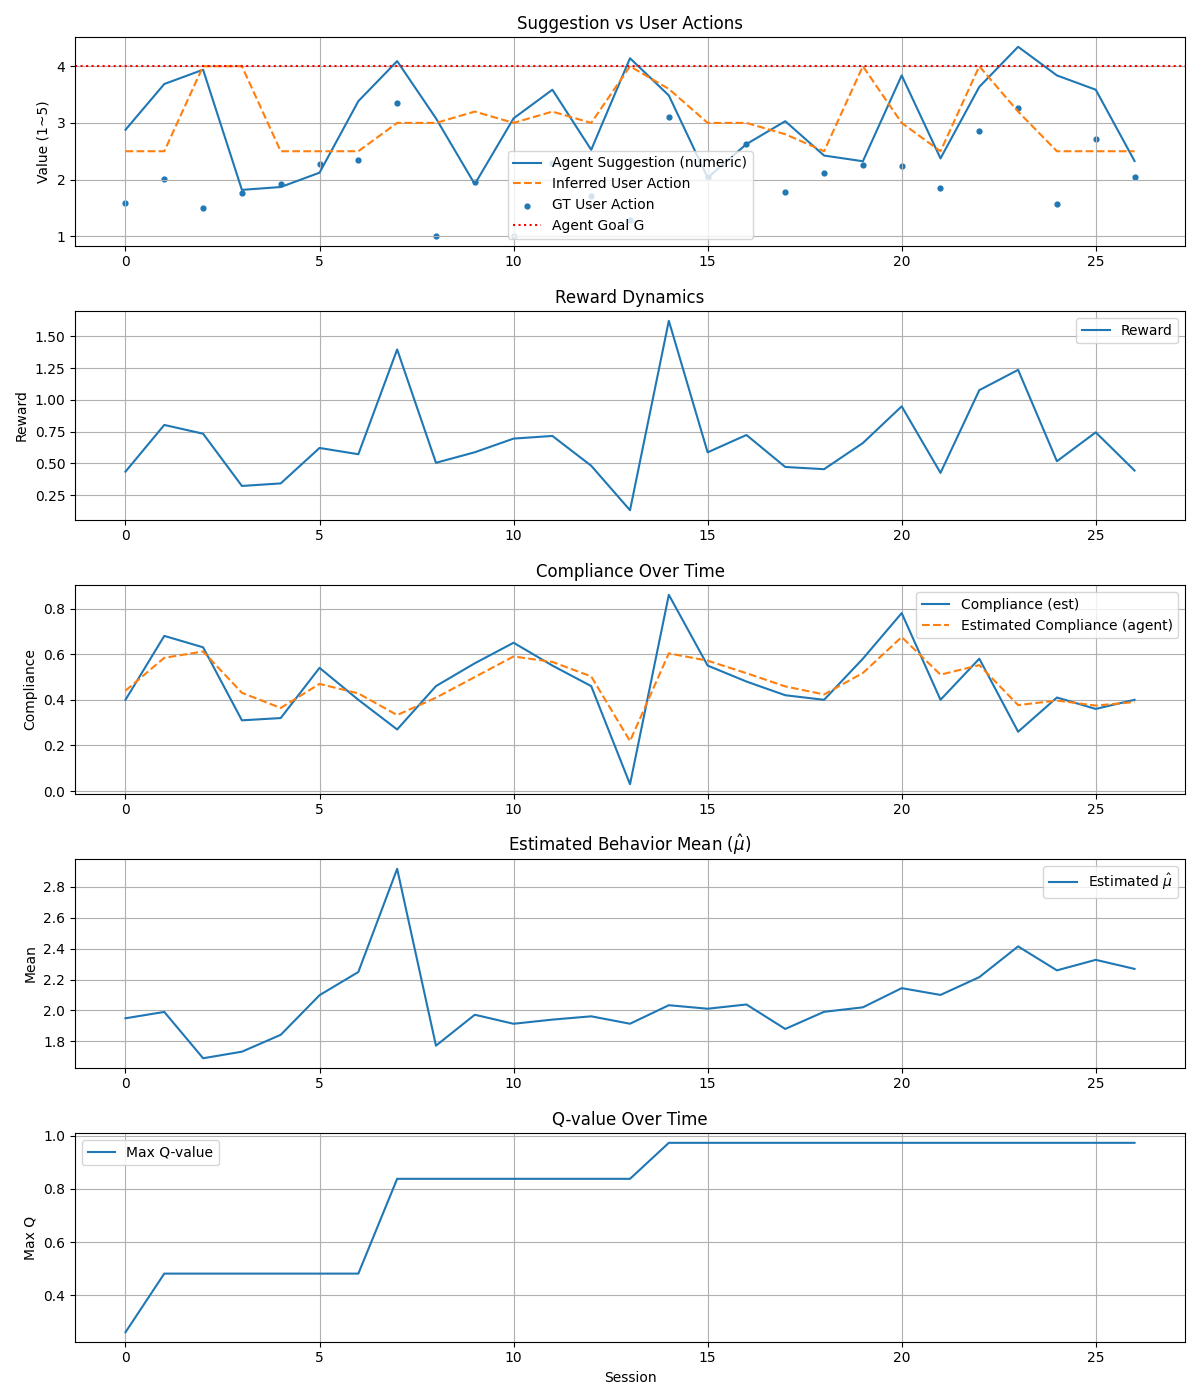 Suggestion vs User Actions
Value (1~5)
4
3
2
1
Agent Suggestion (numeric)
Inferred User Action
GT User Action
Agent Goal G
0 5 10 15 20 25
Reward Dynamics
Reward
1.50
1.25
1.00
0.75
0.50
0.25
Reward
0 5 10 15 20 25
Compliance Over Time
Compliance
0.8
0.6
0.4
0.2
0.0
Compliance (est)
Estimated Compliance (agent)
0 5 10 15 20 25
Estimated Behavior Mean (μ̂)
Mean
2.8
2.6
2.4
2.2
2.0
1.8
Estimated μ̂
0 5 10 15 20 25
Q-value Over Time
Max Q
1.0
0.8
0.6
0.4
Max Q-value
0 5 10 15 20 25
Session